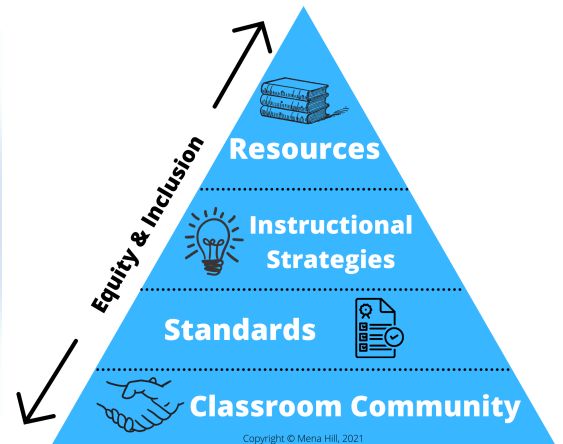 Equity & Inclusion
Resources
Instructional
Strategies
Standards
Classroom Community
Copyright © Mena Hill, 2021